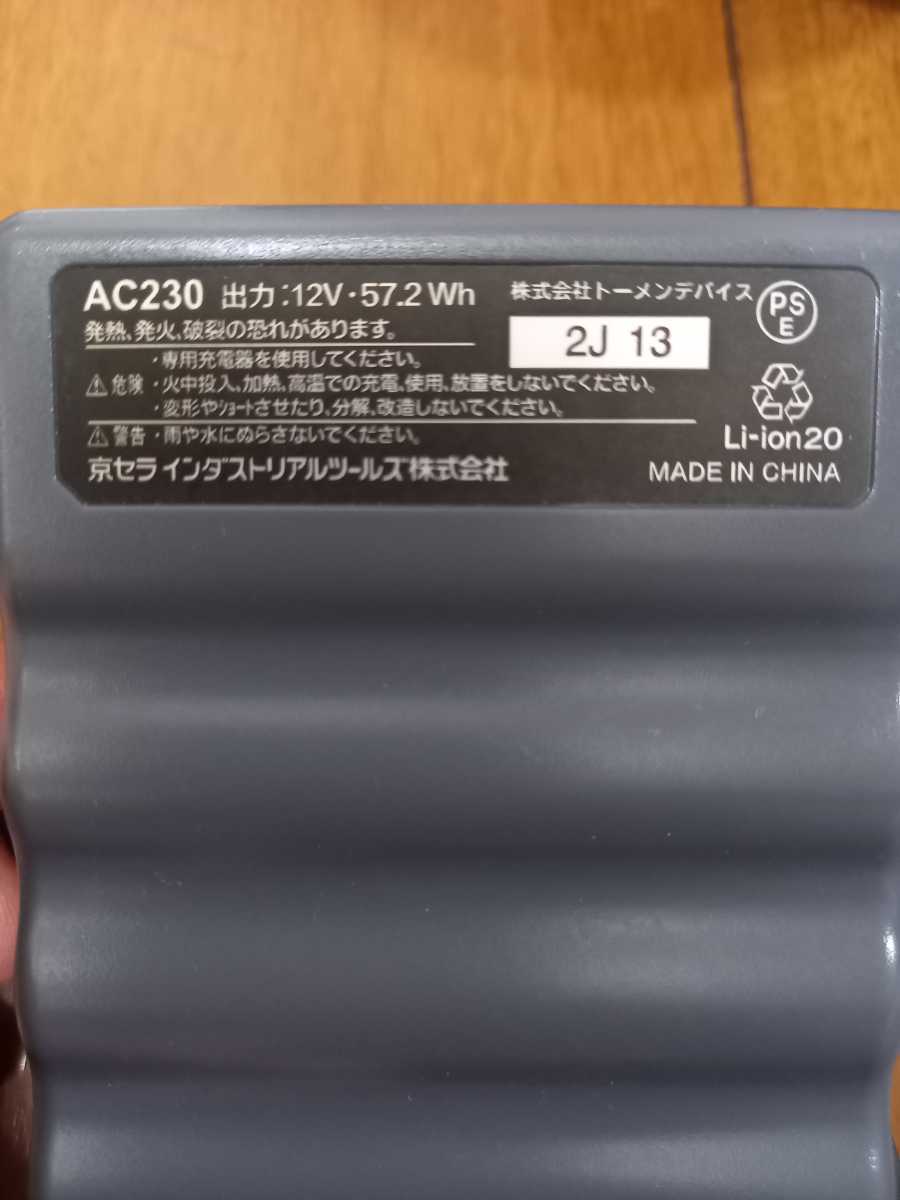 AC230 出力:12V・57.2Wh
発熱、発火、破裂の恐れがあります。
・専用充電器を使用してください。
⚠危険 ・火中投入、加熱、高温での充電、使用、放置をしないでください。
・変形やショートさせたり、分解、改造しないでください。
⚠警告 ・雨や水にぬらさないでください。
京セラ インダストリアルツールズ株式会社
株式会社トーメンデバイス
2J 13
PS
E
Li-ion20
MADE IN CHINA